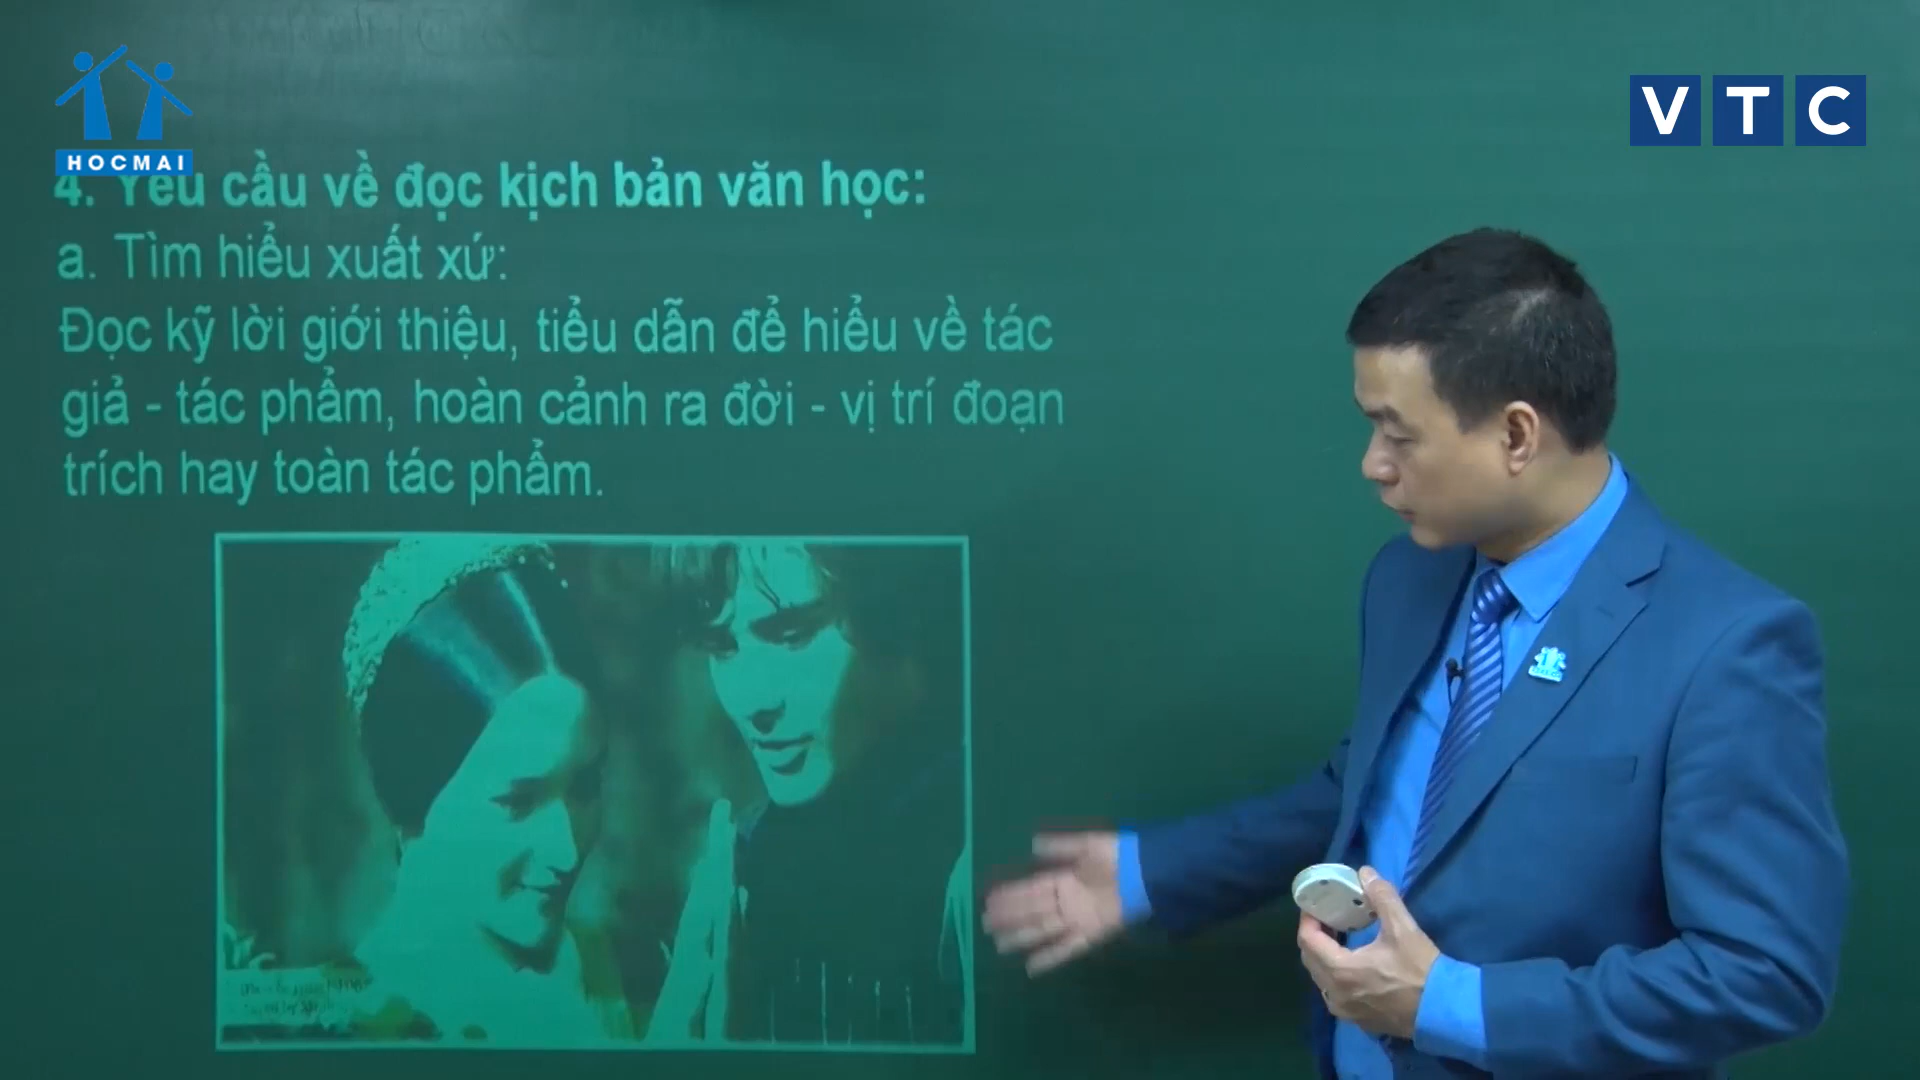 HOCMAI
VTC
4. Yêu cầu về đọc kịch bản văn học:
a. Tìm hiểu xuất xứ:
Đọc kỹ lời giới thiệu, tiểu dẫn để hiểu về tác
giả - tác phẩm, hoàn cảnh ra đời - vị trí đoạn
trích hay toàn tác phẩm.